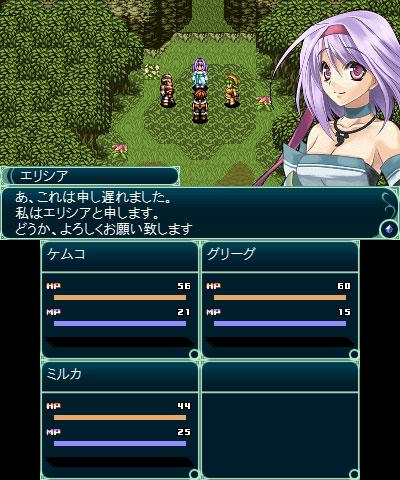 エリシア
あ、これは申し遅れました。
私はエリシアと申します。
どうか、よろしくお願い致します
ケムコ
HP 56
MP 21
グリーグ
HP 60
MP 15
ミルカ
HP 44
MP 25